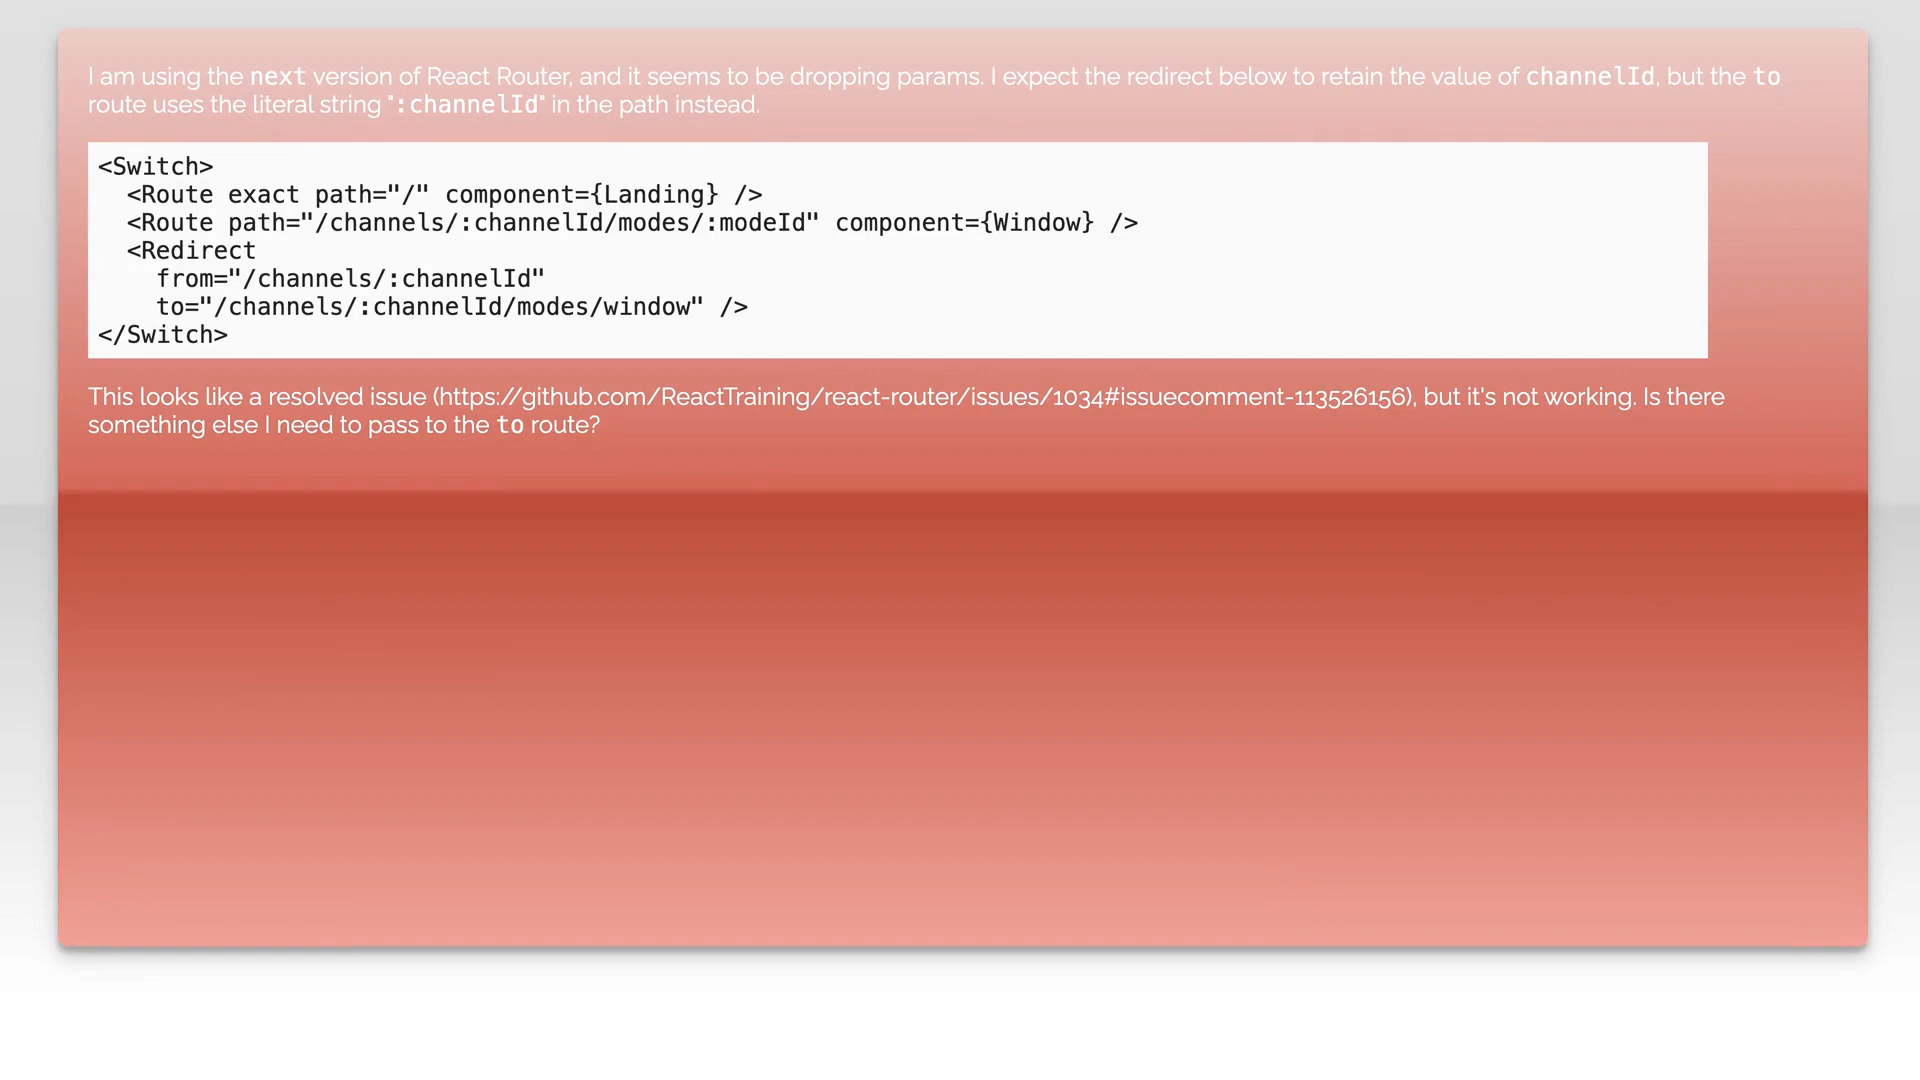 I am using the next version of React Router, and it seems to be dropping params. I expect the redirect below to retain the value of channelId, but the to
route uses the literal string ":channelId" in the path instead.
<Switch>
  <Route exact path="/" component={Landing} />
  <Route path="/channels/:channelId/modes/:modeId" component={Window} />
  <Redirect
    from="/channels/:channelId"
    to="/channels/:channelId/modes/window" />
</Switch>
This looks like a resolved issue (https://github.com/ReactTraining/react-router/issues/1034#issuecomment-113526156), but it's not working. Is there
something else I need to pass to the to route?